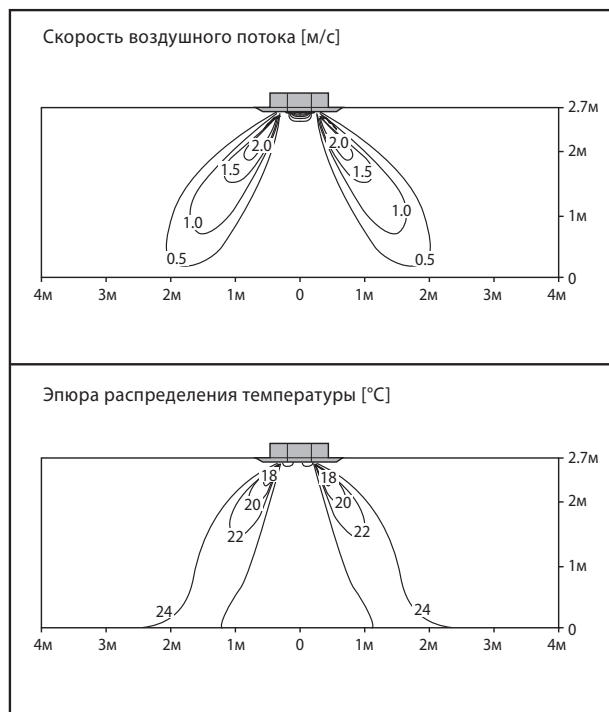 Скорость воздушного потока [м/с]
2.7м
2.0 2.0 2м
1.5 1.5
1.0 1.0 1м
0.5 0.5
0
4м 3м 2м 1м 0 1м 2м 3м 4м
Эпюра распределения температуры [°C]
2.7м
18 18
20 20 2м
22 22
1м
24 24
0
4м 3м 2м 1м 0 1м 2м 3м 4м